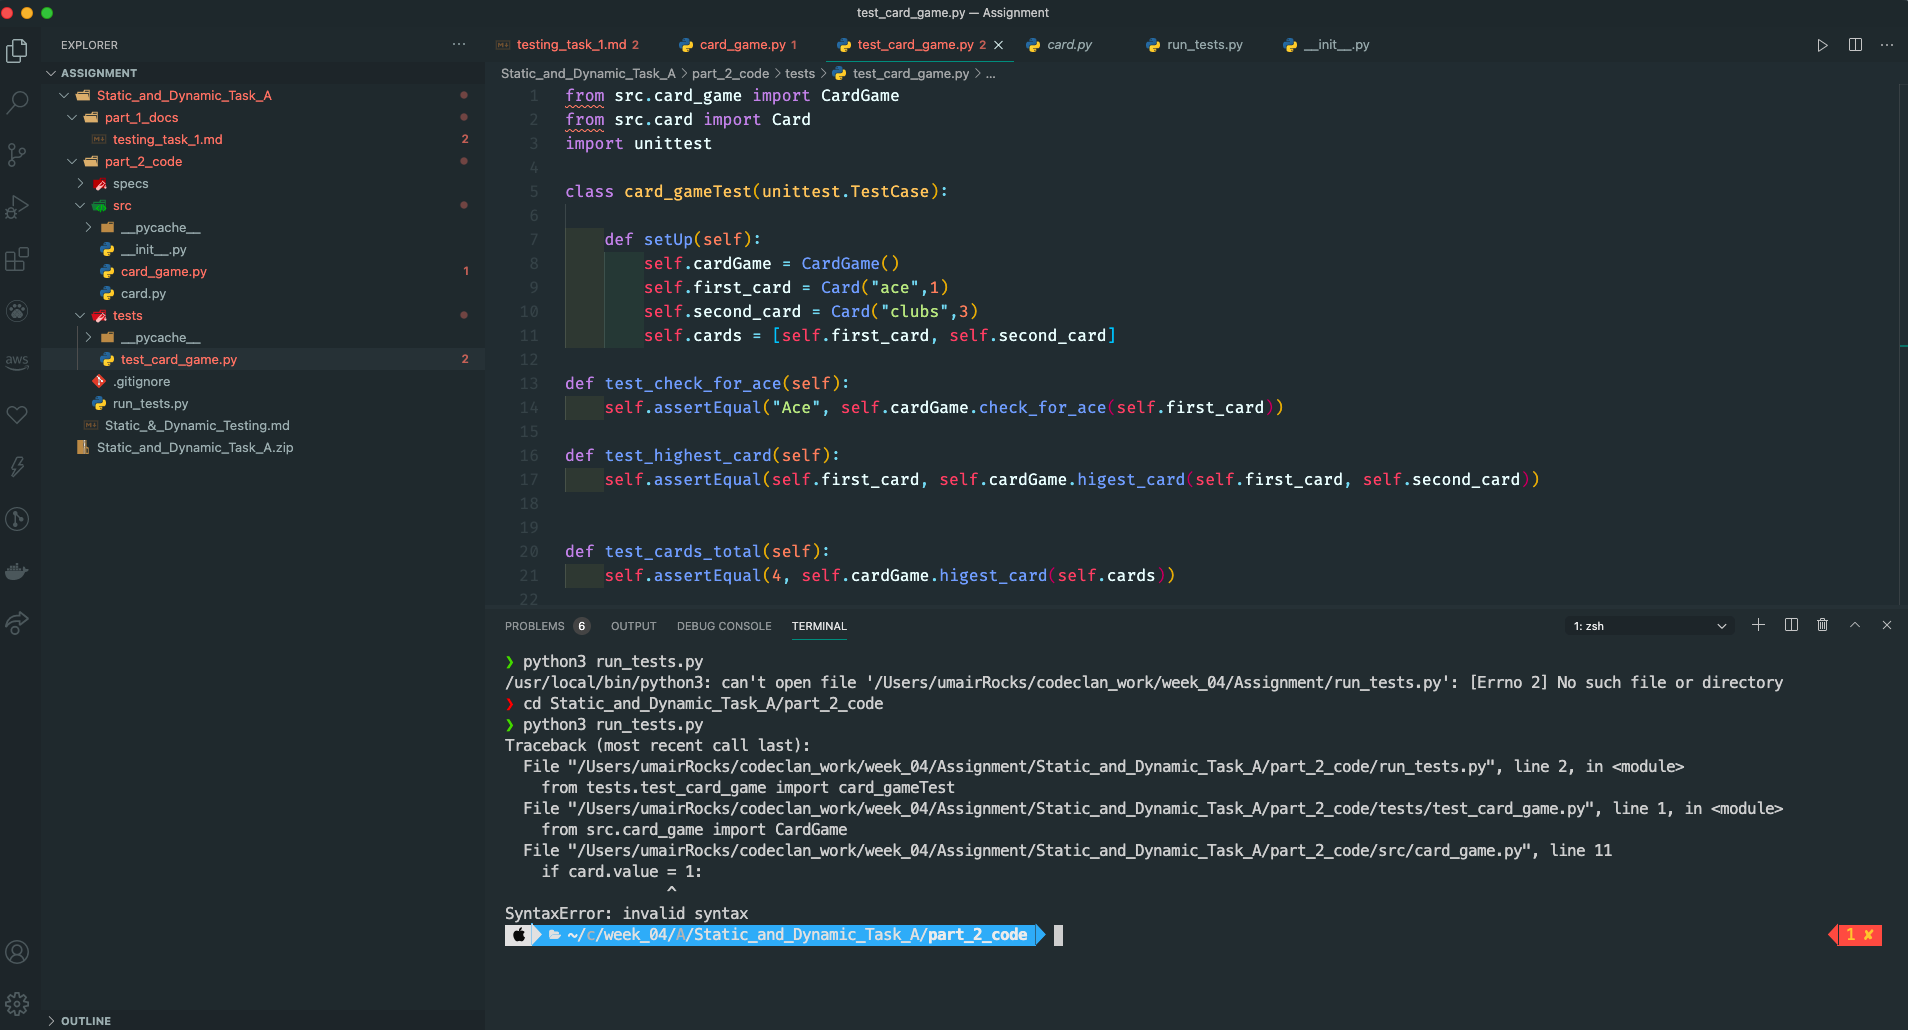 test_card_game.py — Assignment
EXPLORER
ASSIGNMENT
Static_and_Dynamic_Task_A
part_1_docs
testing_task_1.md 2
part_2_code
specs
src
__pycache__
__init__.py
card_game.py 1
card.py
tests
__pycache__
test_card_game.py 2
.gitignore
run_tests.py
Static_&_Dynamic_Testing.md
Static_and_Dynamic_Task_A.zip
OUTLINE
aws
testing_task_1.md 2 card_game.py 1 test_card_game.py 2 card.py run_tests.py __init__.py
Static_and_Dynamic_Task_A > part_2_code > tests > test_card_game.py > ...
1 from src.card_game import CardGame
2 from src.card import Card
3 import unittest
4
5 class card_gameTest(unittest.TestCase):
6
7 def setUp(self):
8 self.cardGame = CardGame()
9 self.first_card = Card("ace",1)
10 self.second_card = Card("clubs",3)
11 self.cards = [self.first_card, self.second_card]
12
13 def test_check_for_ace(self):
14 self.assertEqual("Ace", self.cardGame.check_for_ace(self.first_card))
15
16 def test_highest_card(self):
17 self.assertEqual(self.first_card, self.cardGame.higest_card(self.first_card, self.second_card))
18
19
20 def test_cards_total(self):
21 self.assertEqual(4, self.cardGame.higest_card(self.cards))
22
PROBLEMS 6 OUTPUT DEBUG CONSOLE TERMINAL 1: zsh
❯ python3 run_tests.py
/usr/local/bin/python3: can't open file '/Users/umairRocks/codeclan_work/week_04/Assignment/run_tests.py': [Errno 2] No such file or directory
❯ cd Static_and_Dynamic_Task_A/part_2_code
❯ python3 run_tests.py
Traceback (most recent call last):
File "/Users/umairRocks/codeclan_work/week_04/Assignment/Static_and_Dynamic_Task_A/part_2_code/run_tests.py", line 2, in <module>
from tests.test_card_game import card_gameTest
File "/Users/umairRocks/codeclan_work/week_04/Assignment/Static_and_Dynamic_Task_A/part_2_code/tests/test_card_game.py", line 1, in <module>
from src.card_game import CardGame
File "/Users/umairRocks/codeclan_work/week_04/Assignment/Static_and_Dynamic_Task_A/part_2_code/src/card_game.py", line 11
if card.value = 1:
^
SyntaxError: invalid syntax
~/c/week_04/A/Static_and_Dynamic_Task_A/part_2_code 1 ✘